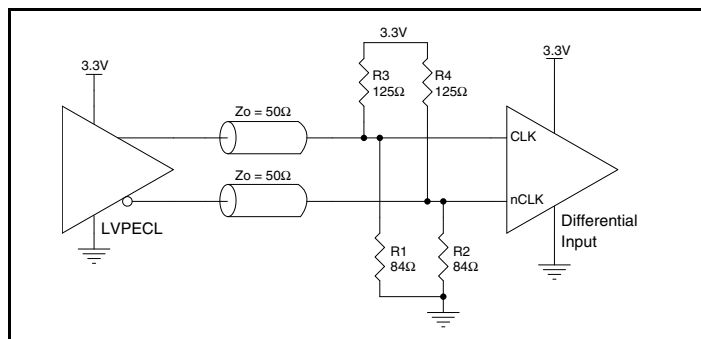 3.3V
3.3V
3.3V
R3
125Ω
R4
125Ω
Zo = 50Ω
CLK
Zo = 50Ω
nCLK
LVPECL
Differential
Input
R1
84Ω
R2
84Ω